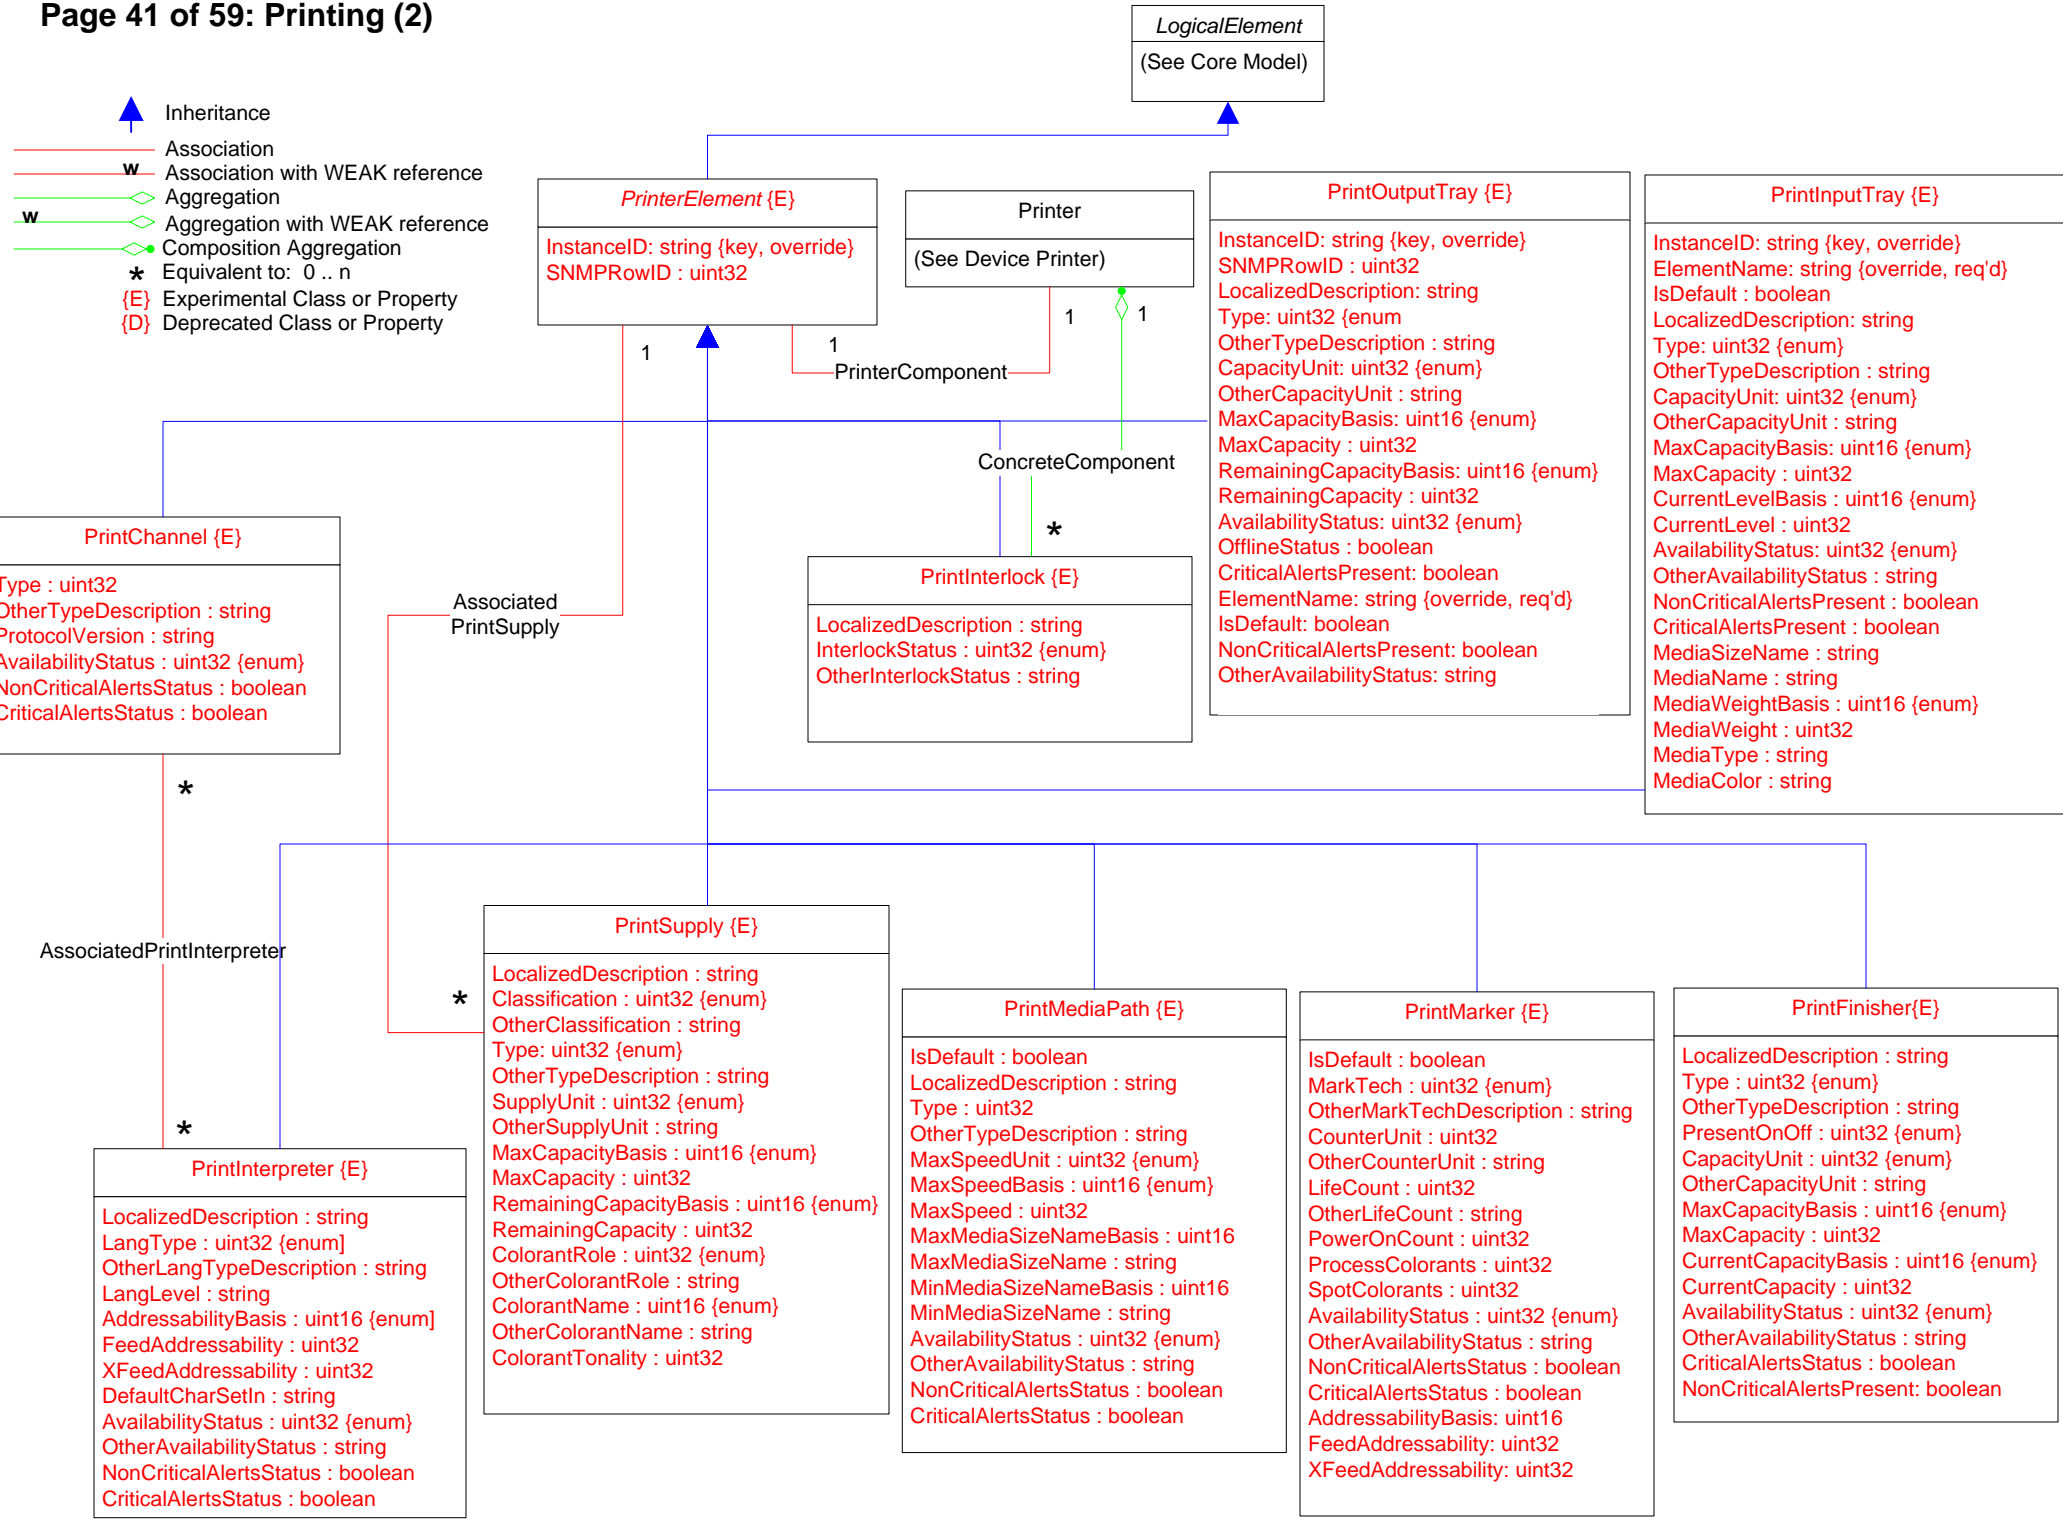 Page 41 of 59: Printing (2)
Inheritance
Association
w Association with WEAK reference
Aggregation
w Aggregation with WEAK reference
Composition Aggregation
* Equivalent to: 0 .. n
{E} Experimental Class or Property
{D} Deprecated Class or Property
LogicalElement
(See Core Model)
PrinterElement {E}
InstanceID: string {key, override}
SNMPRowID : uint32
Printer
(See Device Printer)
1
1
1
1
PrinterComponent
ConcreteComponent
*
PrintOutputTray {E}
InstanceID: string {key, override}
SNMPRowID : uint32
LocalizedDescription: string
Type: uint32 {enum
OtherTypeDescription : string
CapacityUnit: uint32 {enum}
OtherCapacityUnit : string
MaxCapacityBasis: uint16 {enum}
MaxCapacity : uint32
RemainingCapacityBasis: uint16 {enum}
RemainingCapacity : uint32
AvailabilityStatus: uint32 {enum}
OfflineStatus : boolean
CriticalAlertsPresent: boolean
ElementName: string {override, req'd}
IsDefault: boolean
NonCriticalAlertsPresent: boolean
OtherAvailabilityStatus: string
PrintInputTray {E}
InstanceID: string {key, override}
ElementName: string {override, req'd}
IsDefault : boolean
LocalizedDescription: string
Type: uint32 {enum}
OtherTypeDescription : string
CapacityUnit: uint32 {enum}
OtherCapacityUnit : string
MaxCapacityBasis: uint16 {enum}
MaxCapacity : uint32
CurrentLevelBasis : uint16 {enum}
CurrentLevel : uint32
AvailabilityStatus: uint32 {enum}
OtherAvailabilityStatus : string
NonCriticalAlertsPresent : boolean
CriticalAlertsPresent : boolean
MediaSizeName : string
MediaName : string
MediaWeightBasis : uint16 {enum}
MediaWeight : uint32
MediaType : string
MediaColor : string
PrintChannel {E}
Type : uint32
OtherTypeDescription : string
ProtocolVersion : string
AvailabilityStatus : uint32 {enum}
NonCriticalAlertsStatus : boolean
CriticalAlertsStatus : boolean
*
Associated
PrintSupply
PrintInterlock {E}
LocalizedDescription : string
InterlockStatus : uint32 {enum}
OtherInterlockStatus : string
AssociatedPrintInterpreter
*
*
PrintInterpreter {E}
LocalizedDescription : string
LangType : uint32 {enum]
OtherLangTypeDescription : string
LangLevel : string
AddressabilityBasis : uint16 {enum]
FeedAddressability : uint32
XFeedAddressability : uint32
DefaultCharSetIn : string
AvailabilityStatus : uint32 {enum}
OtherAvailabilityStatus : string
NonCriticalAlertsStatus : boolean
CriticalAlertsStatus : boolean
PrintSupply {E}
LocalizedDescription : string
Classification : uint32 {enum}
OtherClassification : string
Type: uint32 {enum}
OtherTypeDescription : string
SupplyUnit : uint32 {enum}
OtherSupplyUnit : string
MaxCapacityBasis : uint16 {enum}
MaxCapacity : uint32
RemainingCapacityBasis : uint16 {enum}
RemainingCapacity : uint32
ColorantRole : uint32 {enum}
OtherColorantRole : string
ColorantName : uint16 {enum}
OtherColorantName : string
ColorantTonality : uint32
PrintMediaPath {E}
IsDefault : boolean
LocalizedDescription : string
Type : uint32
OtherTypeDescription : string
MaxSpeedUnit : uint32 {enum}
MaxSpeedBasis : uint16 {enum}
MaxSpeed : uint32
MaxMediaSizeNameBasis : uint16
MaxMediaSizeName : string
MinMediaSizeNameBasis : uint16
MinMediaSizeName : string
AvailabilityStatus : uint32 {enum}
OtherAvailabilityStatus : string
NonCriticalAlertsStatus : boolean
CriticalAlertsStatus : boolean
PrintMarker {E}
IsDefault : boolean
MarkTech : uint32 {enum}
OtherMarkTechDescription : string
CounterUnit : uint32
OtherCounterUnit : string
LifeCount : uint32
OtherLifeCount : string
PowerOnCount : uint32
ProcessColorants : uint32
SpotColorants : uint32
AvailabilityStatus : uint32 {enum}
OtherAvailabilityStatus : string
NonCriticalAlertsStatus : boolean
CriticalAlertsStatus : boolean
AddressabilityBasis: uint16
FeedAddressability: uint32
XFeedAddressability: uint32
PrintFinisher{E}
LocalizedDescription : string
Type : uint32 {enum}
OtherTypeDescription : string
PresentOnOff : uint32 {enum}
CapacityUnit : uint32 {enum}
OtherCapacityUnit : string
MaxCapacityBasis : uint16 {enum}
MaxCapacity : uint32
CurrentCapacityBasis : uint16 {enum}
CurrentCapacity : uint32
AvailabilityStatus : uint32 {enum}
OtherAvailabilityStatus : string
CriticalAlertsStatus : boolean
NonCriticalAlertsPresent: boolean